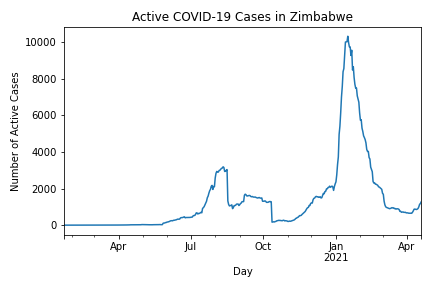 Active COVID-19 Cases in Zimbabwe
Number of Active Cases
10000
8000
6000
4000
2000
0
Apr
Jul
Oct
Jan
2021
Apr
Day